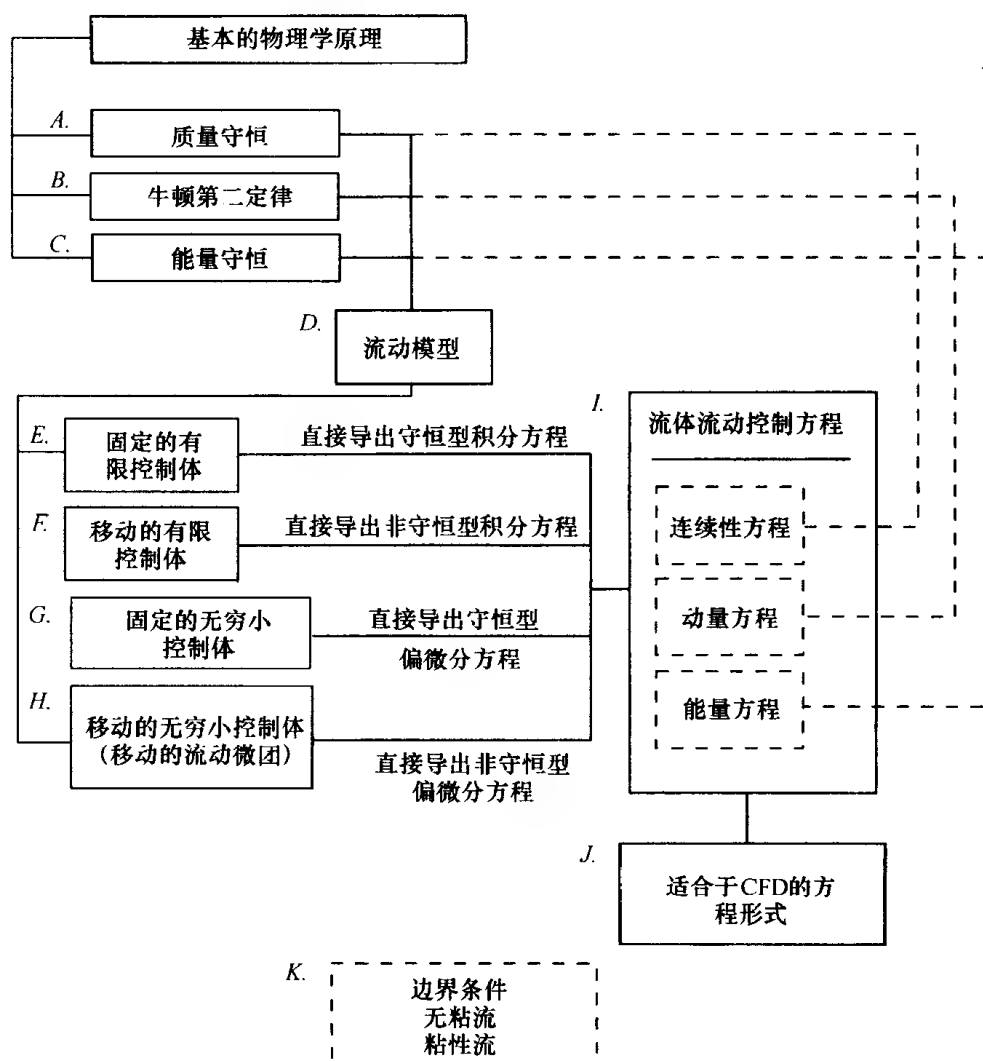 基本的物理学原理
A.
质量守恒
B.
牛顿第二定律
C.
能量守恒
D.
流动模型
E.
固定的有
限控制体
直接导出守恒型积分方程
F.
移动的有限
控制体
直接导出非守恒型积分方程
G.
固定的无穷小
控制体
直接导出守恒型
偏微分方程
H.
移动的无穷小控制体
(移动的流动微团)
直接导出非守恒型
偏微分方程
I.
流体流动控制方程
连续性方程
动量方程
能量方程
J.
适合于CFD的方
程形式
K.
边界条件
无粘流
粘性流